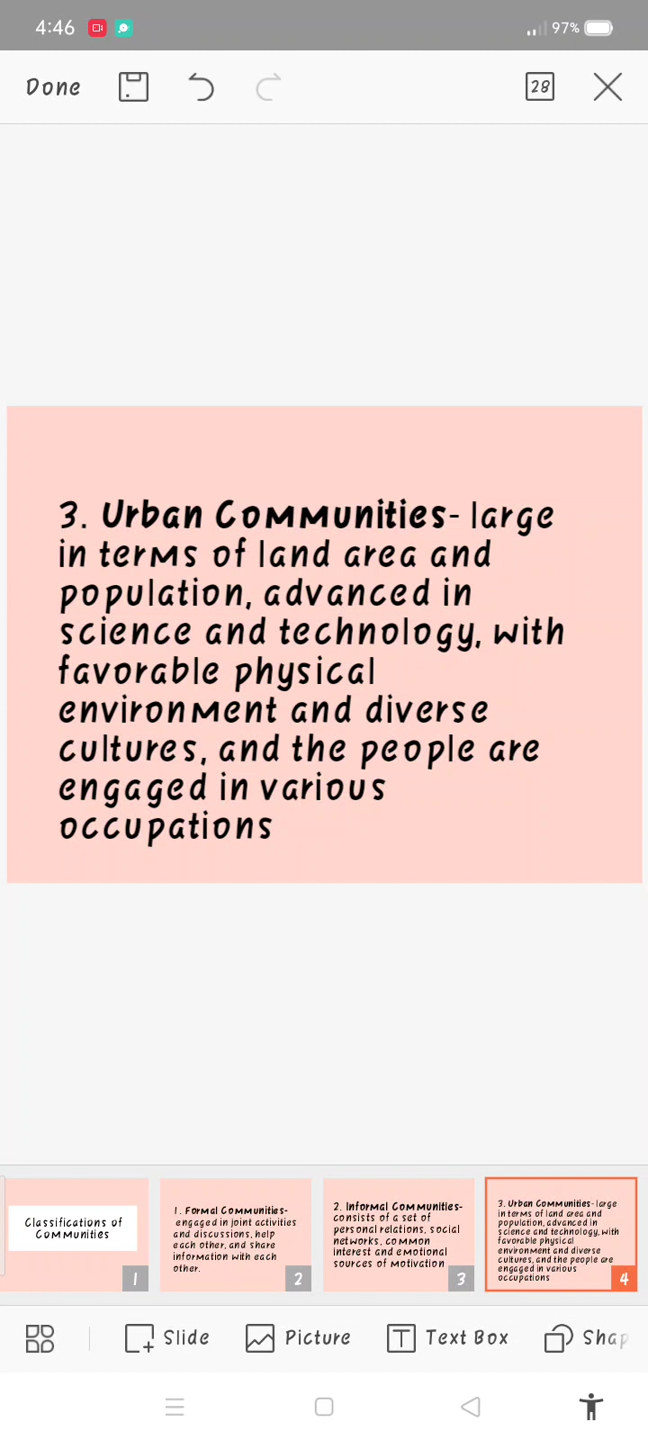 4:46
97%
Done
28
3. Urban Communities- large
in terms of land area and
population, advanced in
science and technology, with
favorable physical
environment and diverse
cultures, and the people are
engaged in various
occupations
Classifications of
Communities
1
1. Formal Communities-
engaged in joint activities
and discussions, help
each other, and share
information with each
other.
2
2. Informal Communities-
consists of a set of
personal relations, social
networks, common
interest and emotional
sources of motivation
3
3. Urban Communities- large
in terms of land area and
population, advanced in
science and technology, with
favorable physical
environment and diverse
cultures, and the people are
engaged in various
occupations
4
Slide
Picture
Text Box
Shap